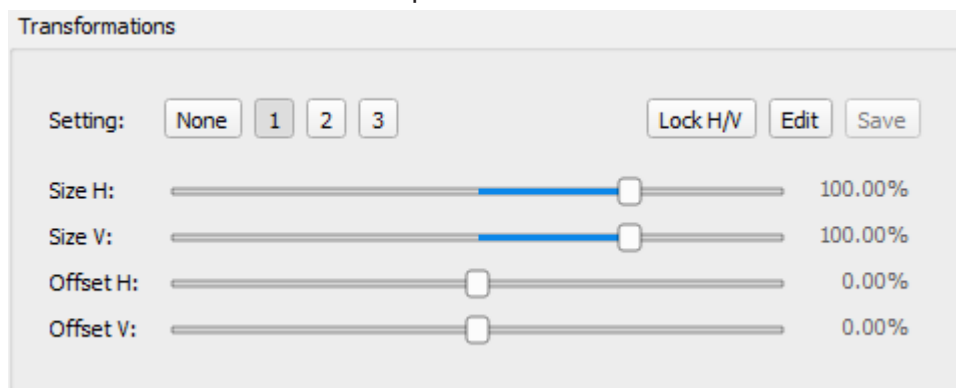 Transformations
Setting: None 1 2 3 Lock H/V Edit Save
Size H: 100.00%
Size V: 100.00%
Offset H: 0.00%
Offset V: 0.00%